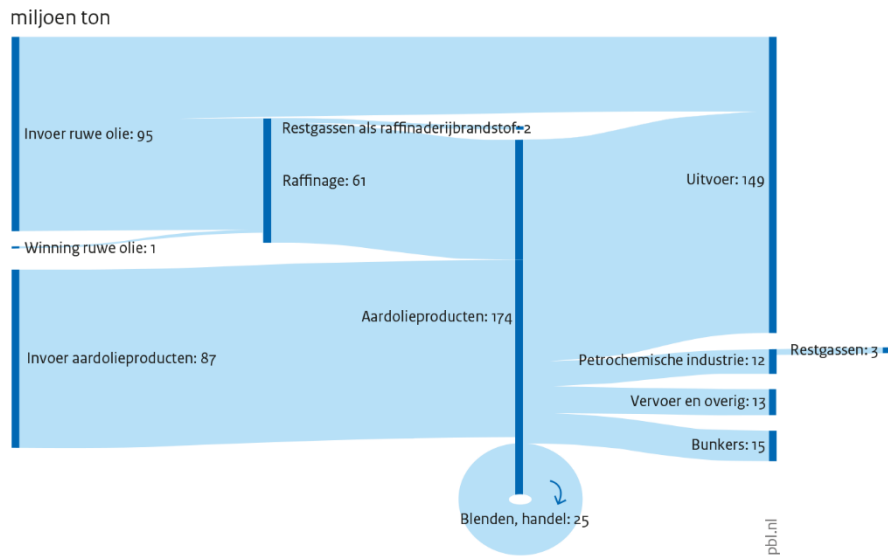 miljoen ton
Invoer ruwe olie: 95
Restgassen als raffinaderijbrandstof: 2
Raffinage: 61
Uitvoer: 149
Winning ruwe olie: 1
Aardolieproducten: 174
Invoer aardolieproducten: 87
Petrochemische industrie: 12
Restgassen: 3
Vervoer en overig: 13
Bunkers: 15
Blenden, handel: 25
pbl.nl